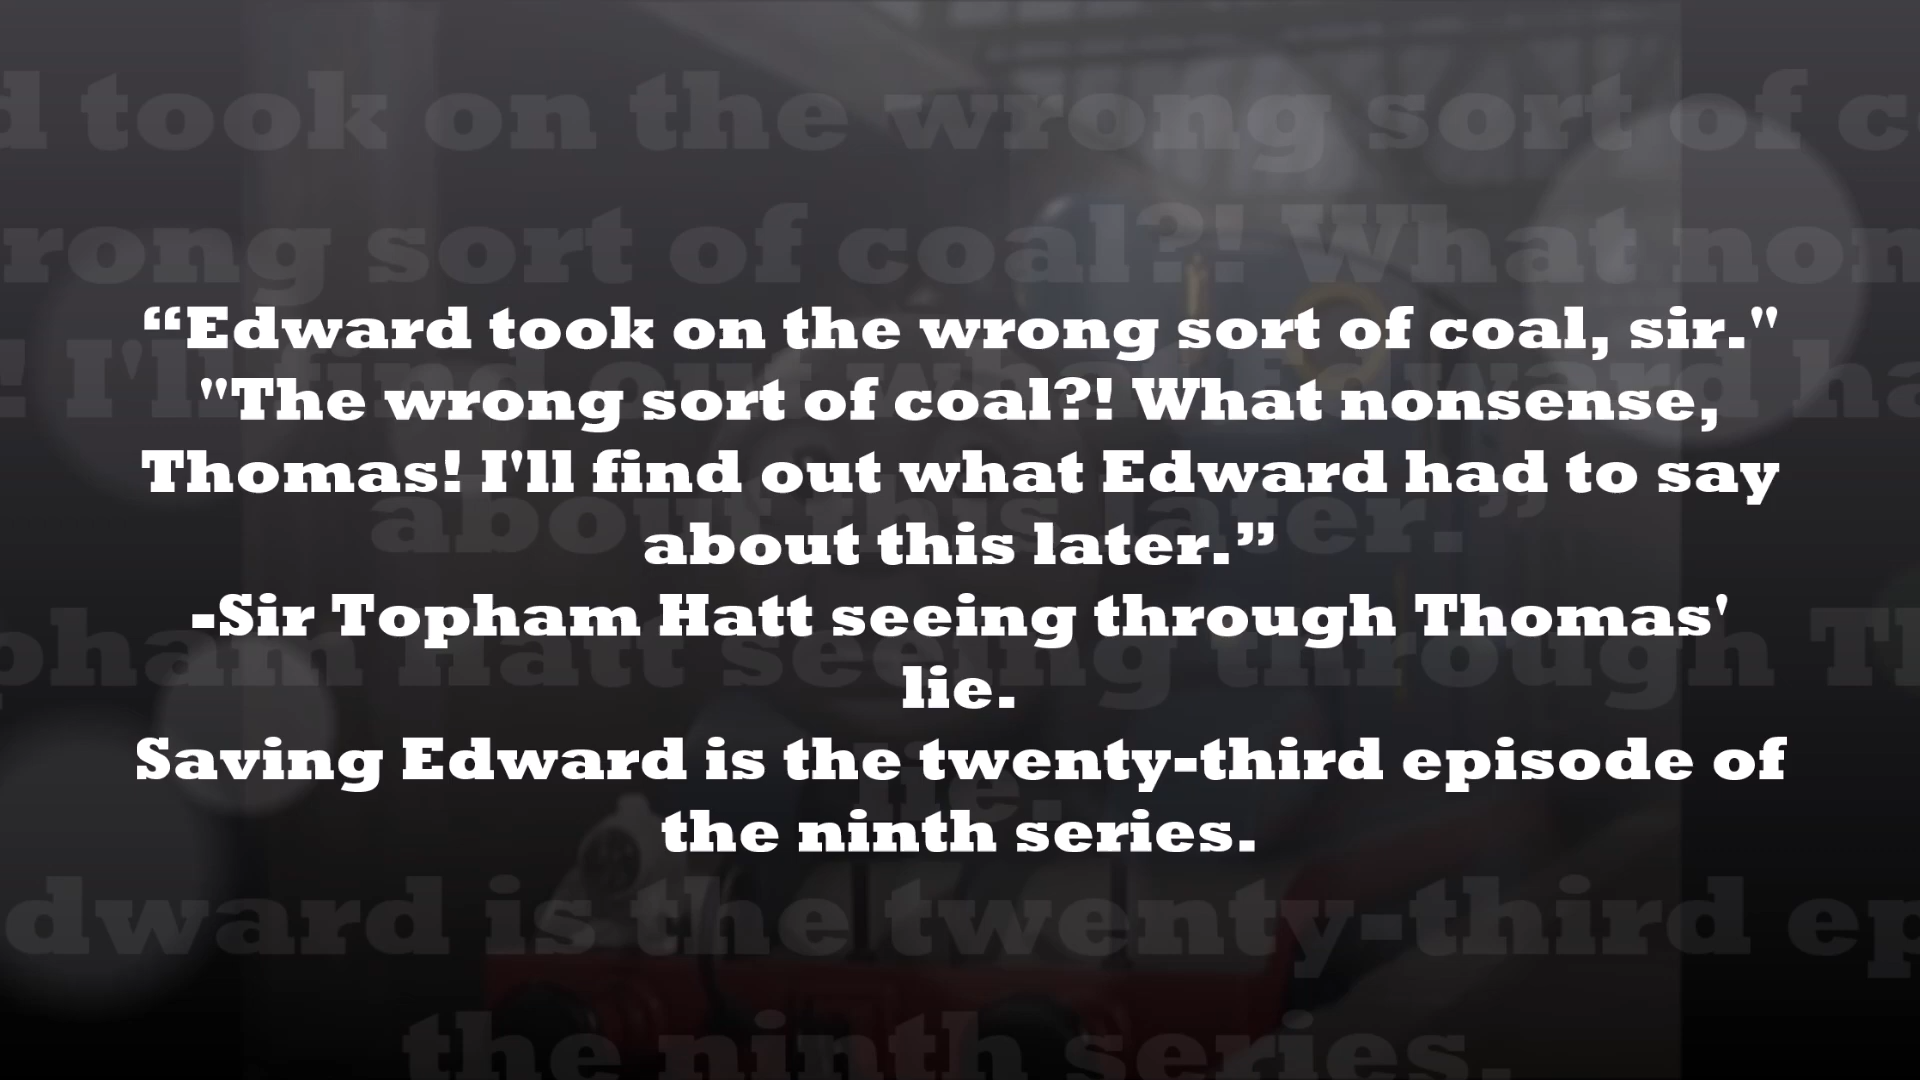 “Edward took on the wrong sort of coal, sir."
"The wrong sort of coal?! What nonsense,
Thomas! I'll find out what Edward had to say
about this later.”
-Sir Topham Hatt seeing through Thomas'
lie.
Saving Edward is the twenty-third episode of
the ninth series.